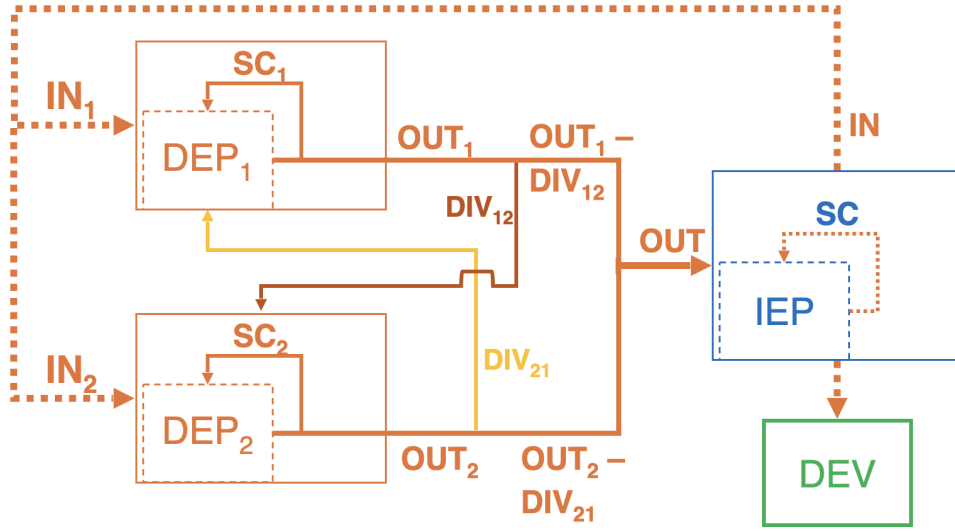 SC₁
IN₁
DEP₁
OUT₁
OUT₁ –
DIV₁₂
IN
DIV₁₂
SC
OUT
IEP
SC₂
IN₂
DIV₂₁
DEP₂
OUT₂
OUT₂ –
DIV₂₁
DEV